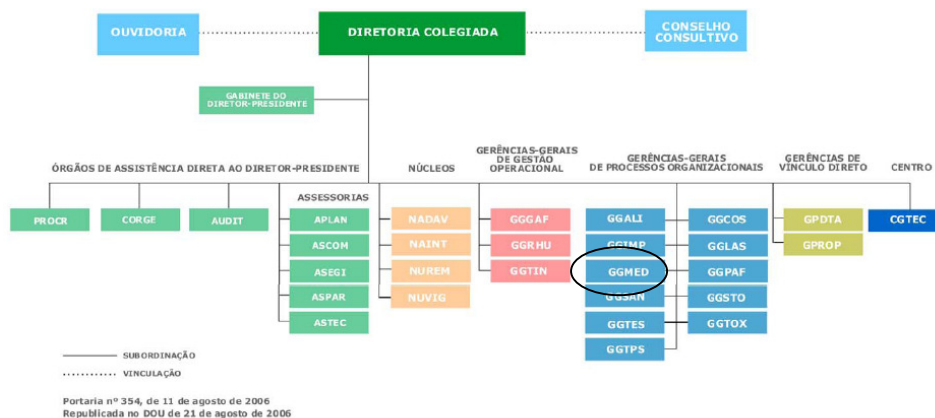 OUVIDORIA
DIRETORIA COLEGIADA
CONSELHO
CONSULTIVO
GABINETE DO
DIRETOR-PRESIDENTE
ÓRGÃOS DE ASSISTÊNCIA DIRETA AO DIRETOR-PRESIDENTE
NÚCLEOS
GERÊNCIAS-GERAIS
DE GESTÃO
OPERACIONAL
GERÊNCIAS-GERAIS
DE PROCESSOS ORGANIZACIONAIS
GERÊNCIAS DE
VÍNCULO DIRETO
CENTRO
PROCR
CORGE
AUDIT
ASSESSORIAS
APLAN
ASCOM
ASEGI
ASPAR
ASTEC
NADAV
NAINT
NUREM
NUVIG
GGGAF
GGRHU
GGTIN
GGALI
GGIMP
GGMED
GGSAN
GGTES
GGTPS
GGCOS
GGLAS
GGPAF
GGSTO
GGTOX
GPDTA
GPROP
CGTEC
SUBORDINAÇÃO
VINCULAÇÃO
Portaria nº 354, de 11 de agosto de 2006
Republicada no DOU de 21 de agosto de 2006